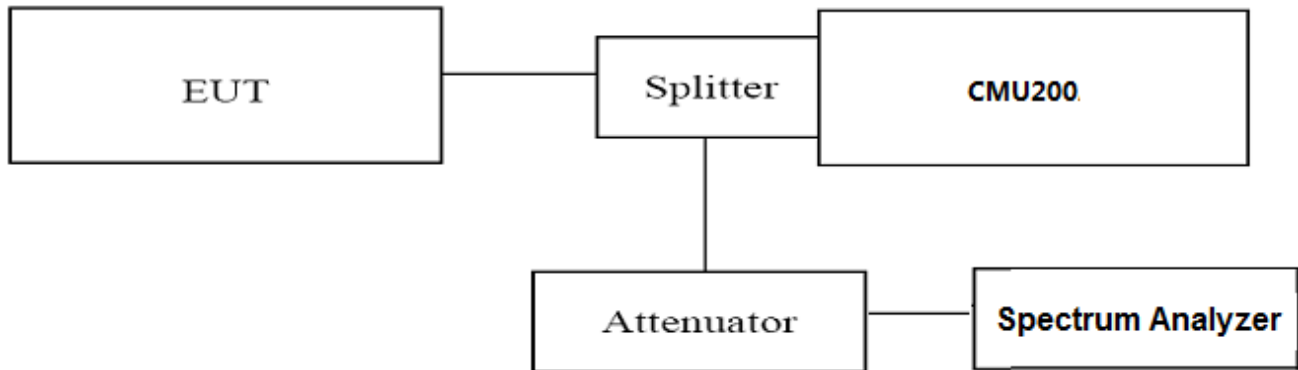 EUT
Splitter
CMU200.
Attenuator
Spectrum Analyzer